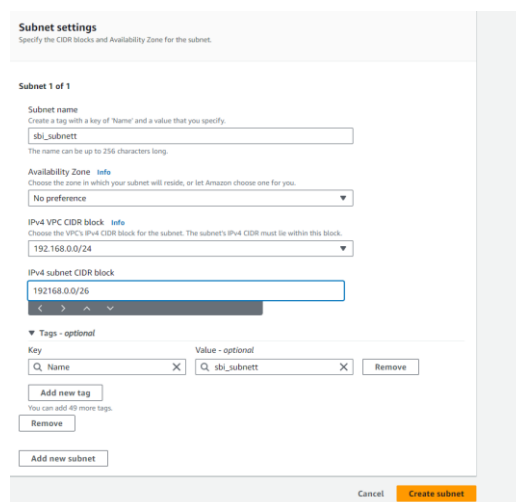 Subnet settings
Specify the CIDR blocks and Availability Zone for the subnet.
Subnet 1 of 1
Subnet name
Create a tag with a key of 'Name' and a value that you specify.
sbi_subnett
The name can be up to 256 characters long.
Availability Zone Info
Choose the zone in which your subnet will reside, or let Amazon choose one for you.
No preference
IPv4 VPC CIDR block Info
Choose the VPC's IPv4 CIDR block for the subnet. The subnet's IPv4 CIDR must lie within this block.
192.168.0.0/24
IPv4 subnet CIDR block
192168.0.0/26
Tags - optional
Key Value - optional
Name sbi_subnett Remove
Add new tag
You can add 49 more tags.
Remove
Add new subnet
Cancel Create subnet